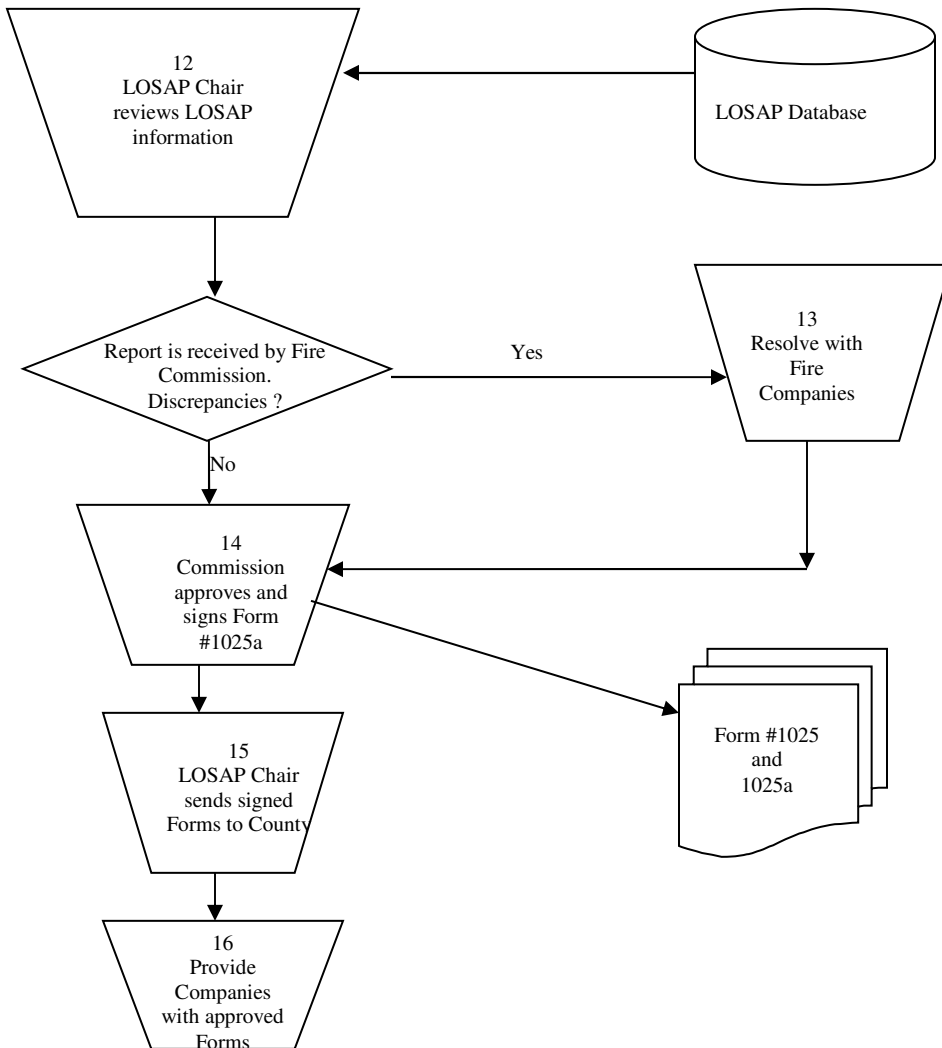 12
LOSAP Chair
reviews LOSAP
information
LOSAP Database
Report is received by Fire
Commission.
Discrepancies ?
Yes
13
Resolve with
Fire
Companies
No
14
Commission
approves and
signs Form
#1025a
Form #1025
and
1025a
15
LOSAP Chair
sends signed
Forms to County
16
Provide
Companies
with approved
Forms